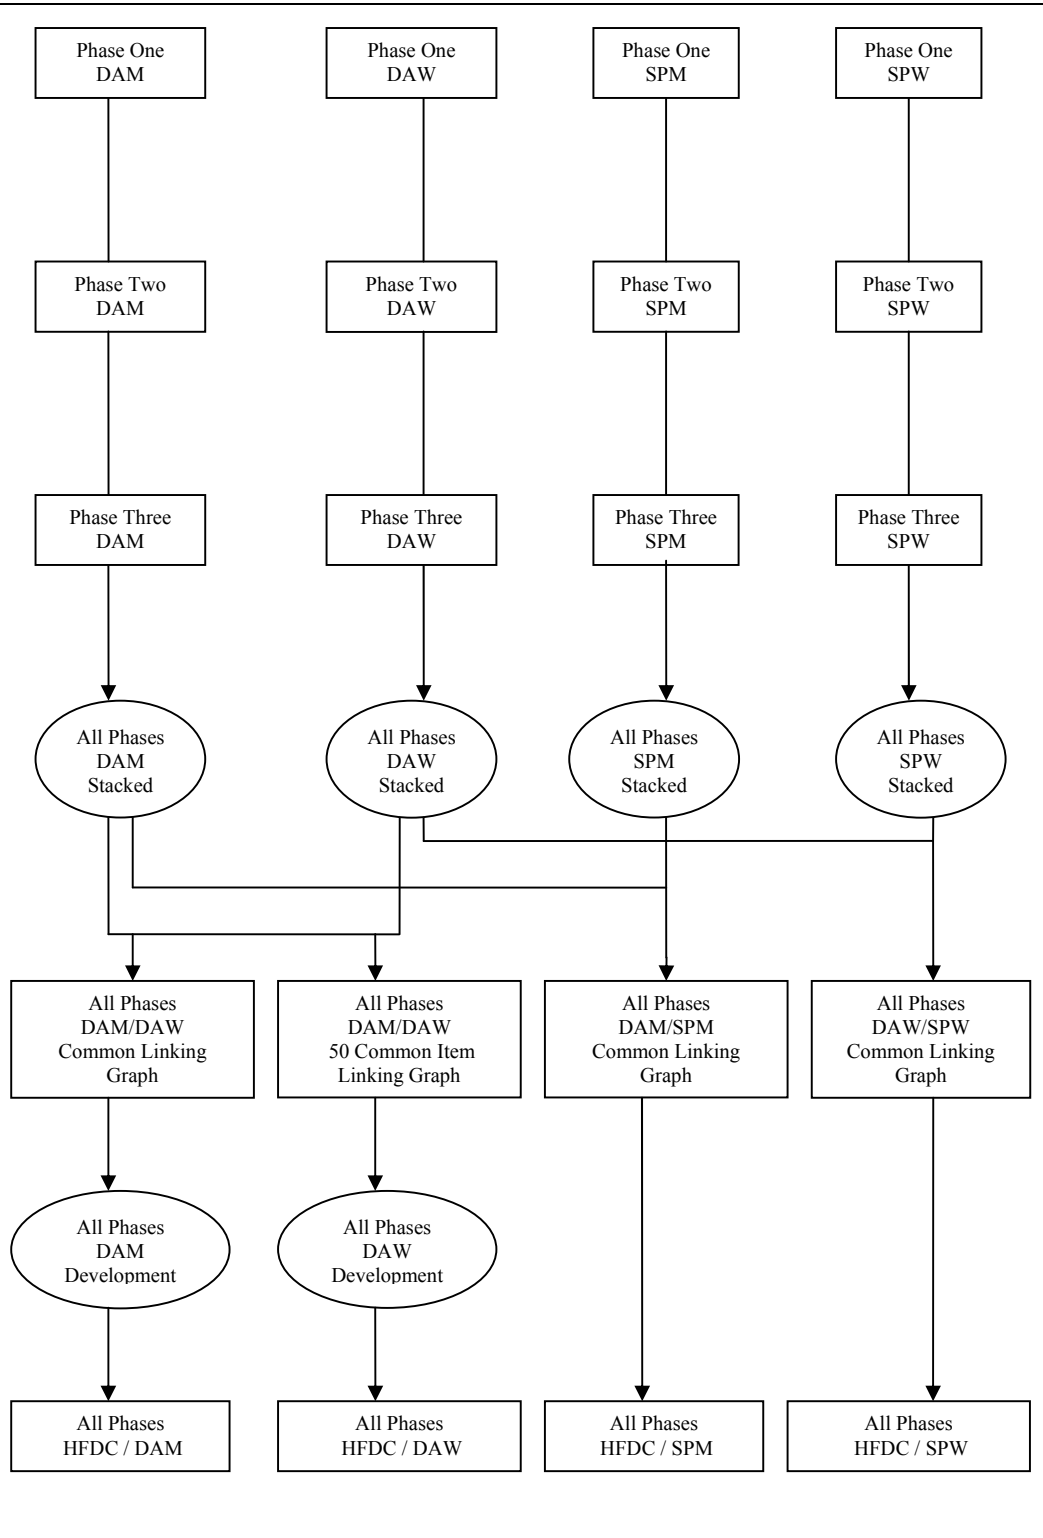 Phase One
DAM
Phase One
DAW
Phase One
SPM
Phase One
SPW
Phase Two
DAM
Phase Two
DAW
Phase Two
SPM
Phase Two
SPW
Phase Three
DAM
Phase Three
DAW
Phase Three
SPM
Phase Three
SPW
All Phases
DAM
Stacked
All Phases
DAW
Stacked
All Phases
SPM
Stacked
All Phases
SPW
Stacked
All Phases
DAM/DAW
Common Linking
Graph
All Phases
DAM/DAW
50 Common Item
Linking Graph
All Phases
DAM/SPM
Common Linking
Graph
All Phases
DAW/SPW
Common Linking
Graph
All Phases
DAM
Development
All Phases
DAW
Development
All Phases
HFDC / DAM
All Phases
HFDC / DAW
All Phases
HFDC / SPM
All Phases
HFDC / SPW